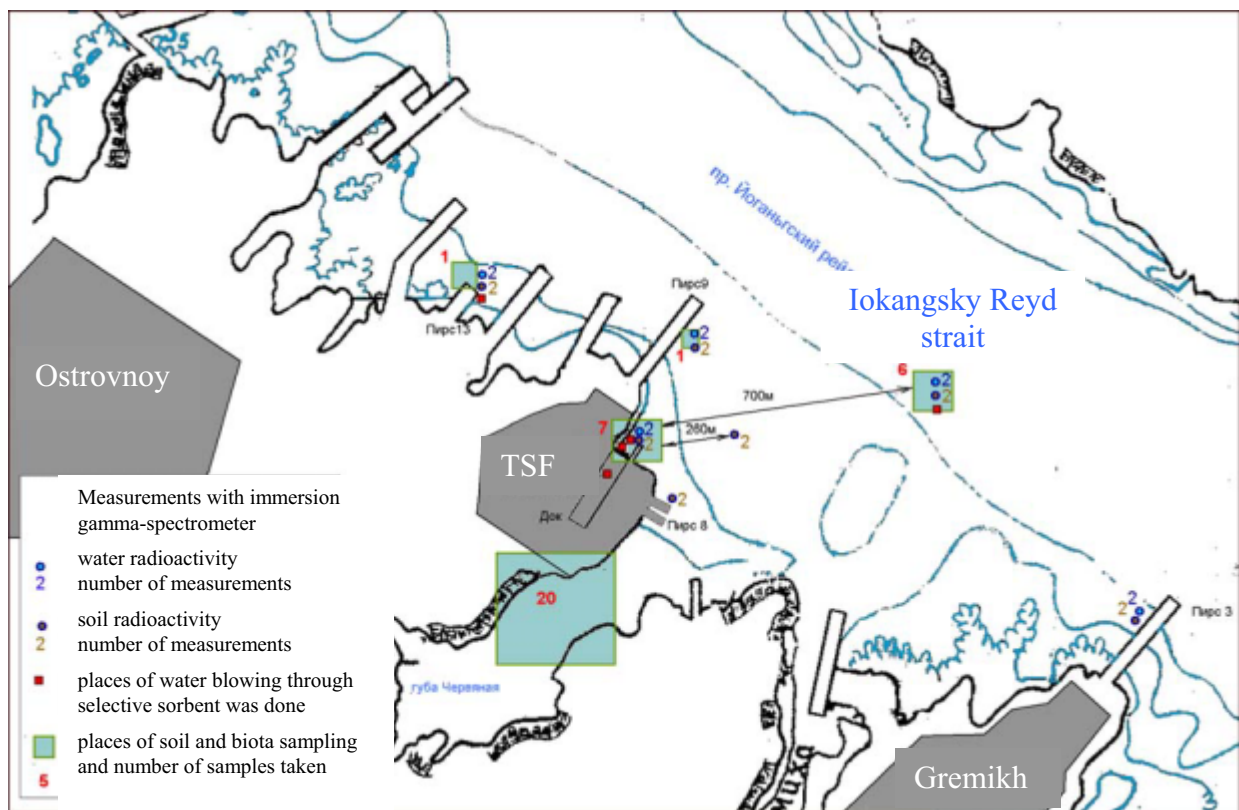 пр. Йоганьгский рейд
Iokangsky Reyd
strait
1
2
2
Пирс13
Пирс9
2
1
2
Ostrovnoy
6
2
2
700м
7
2
2
260м
2
TSF
2
Док
Пирс 8
20
2
2
Пирс 3
губа Червяная
Gremikh
Measurements with immersion
gamma-spectrometer
water radioactivity
2
number of measurements
soil radioactivity
2
number of measurements
places of water blowing through
selective sorbent was done
places of soil and biota sampling
5
and number of samples taken